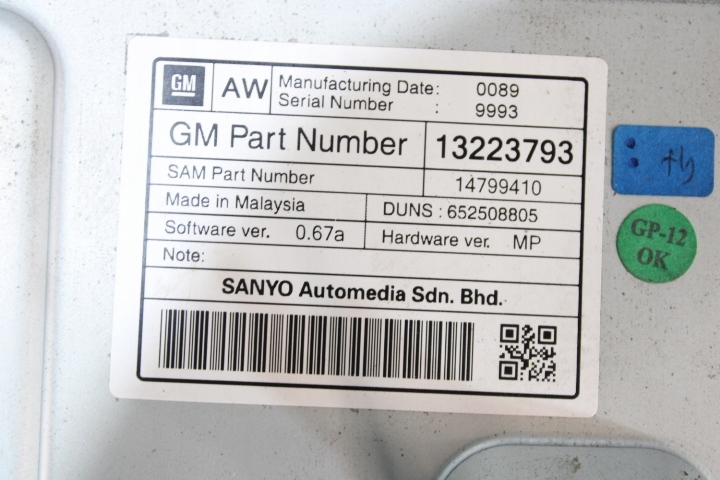 GM AW Manufacturing Date: 0089
Serial Number : 9993
GM Part Number 13223793
SAM Part Number 14799410
Made in Malaysia DUNS : 652508805
Software ver. 0.67a Hardware ver. MP
Note:
SANYO Automedia Sdn. Bhd.
GP-12
OK